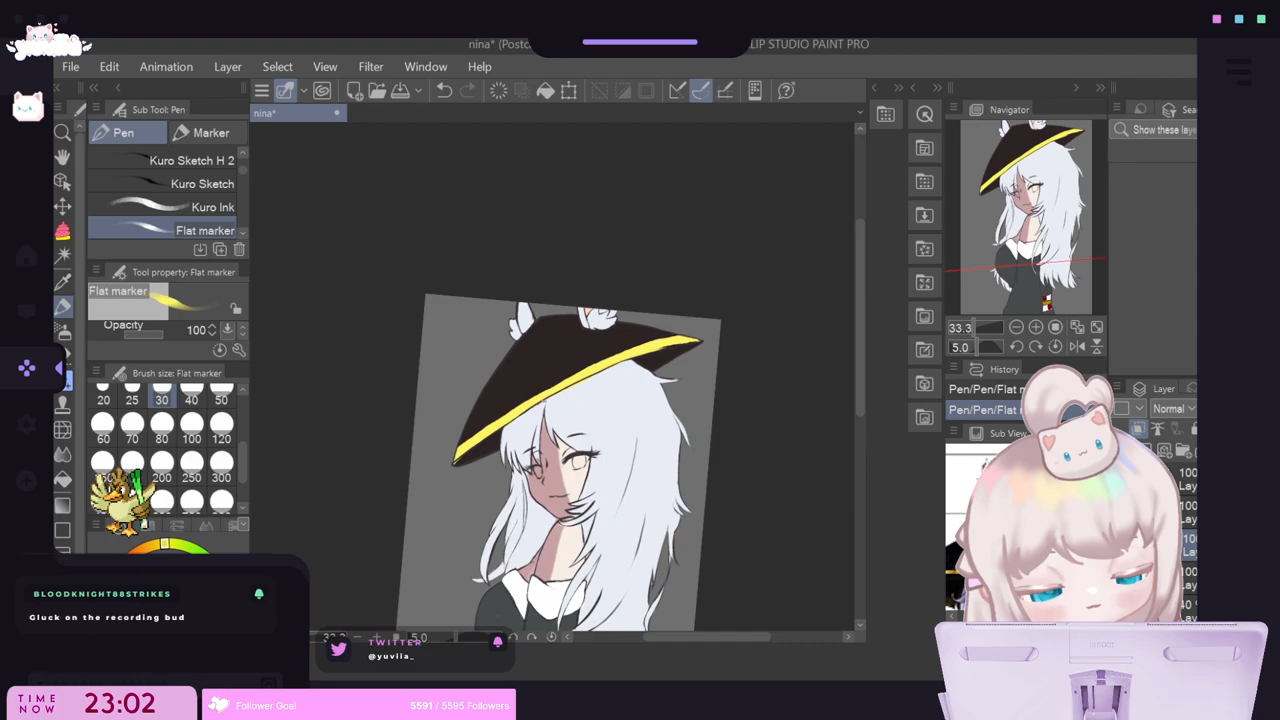 nina* (Postc
LIP STUDIO PAINT PRO
File Edit Animation Layer Select View Filter Window Help
Sub Tool: Pen
nina*
Pen
Marker
Kuro Sketch H 2
Kuro Sketch
Kuro Ink
Flat marker
Tool property: Flat marker
Flat marker
Opacity 100
Brush size: Flat marker
20 25 30 40 50
60 70 80 100 120
200 250 300
Navigator
Show these lay
33.3
5.0
History
Pen/Pen/Flat
Pen/Pen/Flat
Layer
Normal
Sub View
BLOODKNIGHT88STRIKES
Gluck on the recording bud
5.0
TWITTER
@yuvila_
TIME
NOW
23:02
Follower Goal
5591 / 5595 Followers